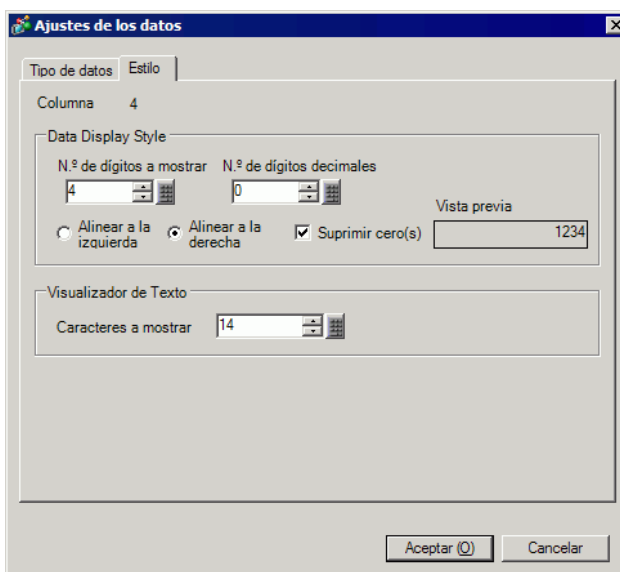 Ajustes de los datos
Tipo de datos Estilo
Columna 4
Data Display Style
N.º de dígitos a mostrar N.º de dígitos decimales
4 0
Vista previa
Alinear a la izquierda Alinear a la derecha Suprimir cero(s) 1234
Visualizador de Texto
Caracteres a mostrar 14
Aceptar (O) Cancelar